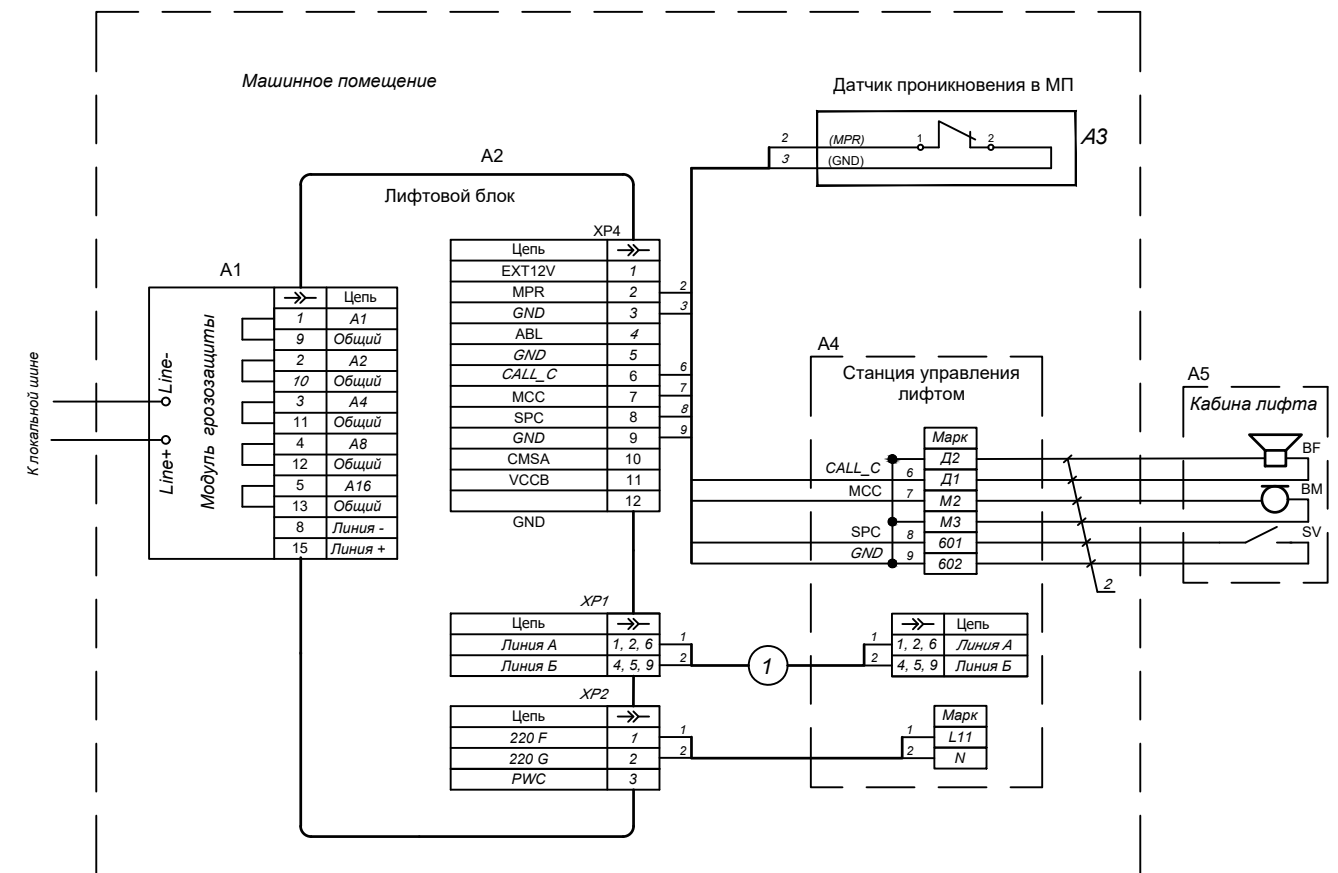 Машинное помещение
Датчик проникновения в МП
A3
2 (MPR) 1 2
3 (GND)
A2
Лифтовой блок
A1
Модуль грозозащиты
К локальной шине
Line-
Line+
Цепь
1 A1
9 Общий
2 A2
10 Общий
3 A4
11 Общий
4 A8
12 Общий
5 A16
13 Общий
8 Линия -
15 Линия +
XP4
Цепь
EXT12V 1
MPR 2 2
GND 3 3
ABL 4
GND 5
CALL_C 6 6
MCC 7 7
SPC 8 8
GND 9 9
CMSA 10
VCCB 11
12
GND
A4
Станция управления
лифтом
Марк
Д2
CALL_C 6 Д1
MCC 7 М2
М3
SPC 8 601
GND 9 602
2
A5
Кабина лифта
BF
BM
SV
XP1
Цепь
Линия А 1, 2, 6 1
Линия Б 4, 5, 9 2
1
Цепь
1 1, 2, 6 Линия А
2 4, 5, 9 Линия Б
XP2
Цепь
220 F 1 1
220 G 2 2
PWC 3
Марк
1 L11
2 N